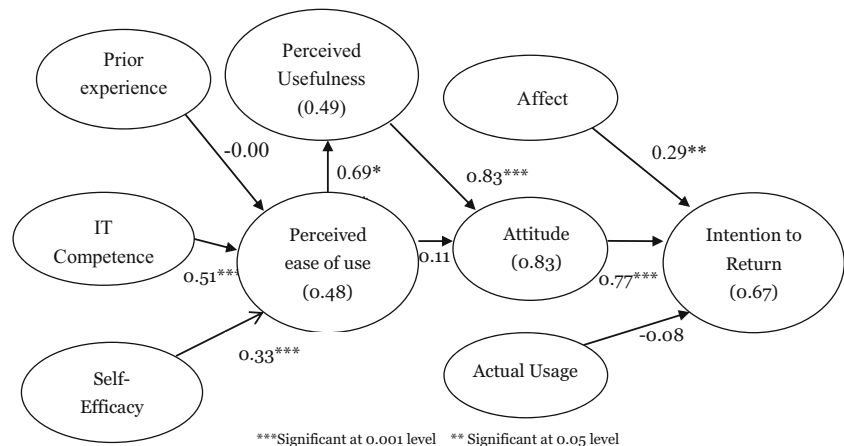 Prior
experience
Perceived
Usefulness
(0.49)
Affect
-0.00
0.69*
0.83***
0.29**
IT
Competence
0.51***
Perceived
ease of use
(0.48)
0.11
Attitude
(0.83)
0.77***
Intention to
Return
(0.67)
Self-
Efficacy
0.33***
Actual Usage
-0.08
***Significant at 0.001 level ** Significant at 0.05 level